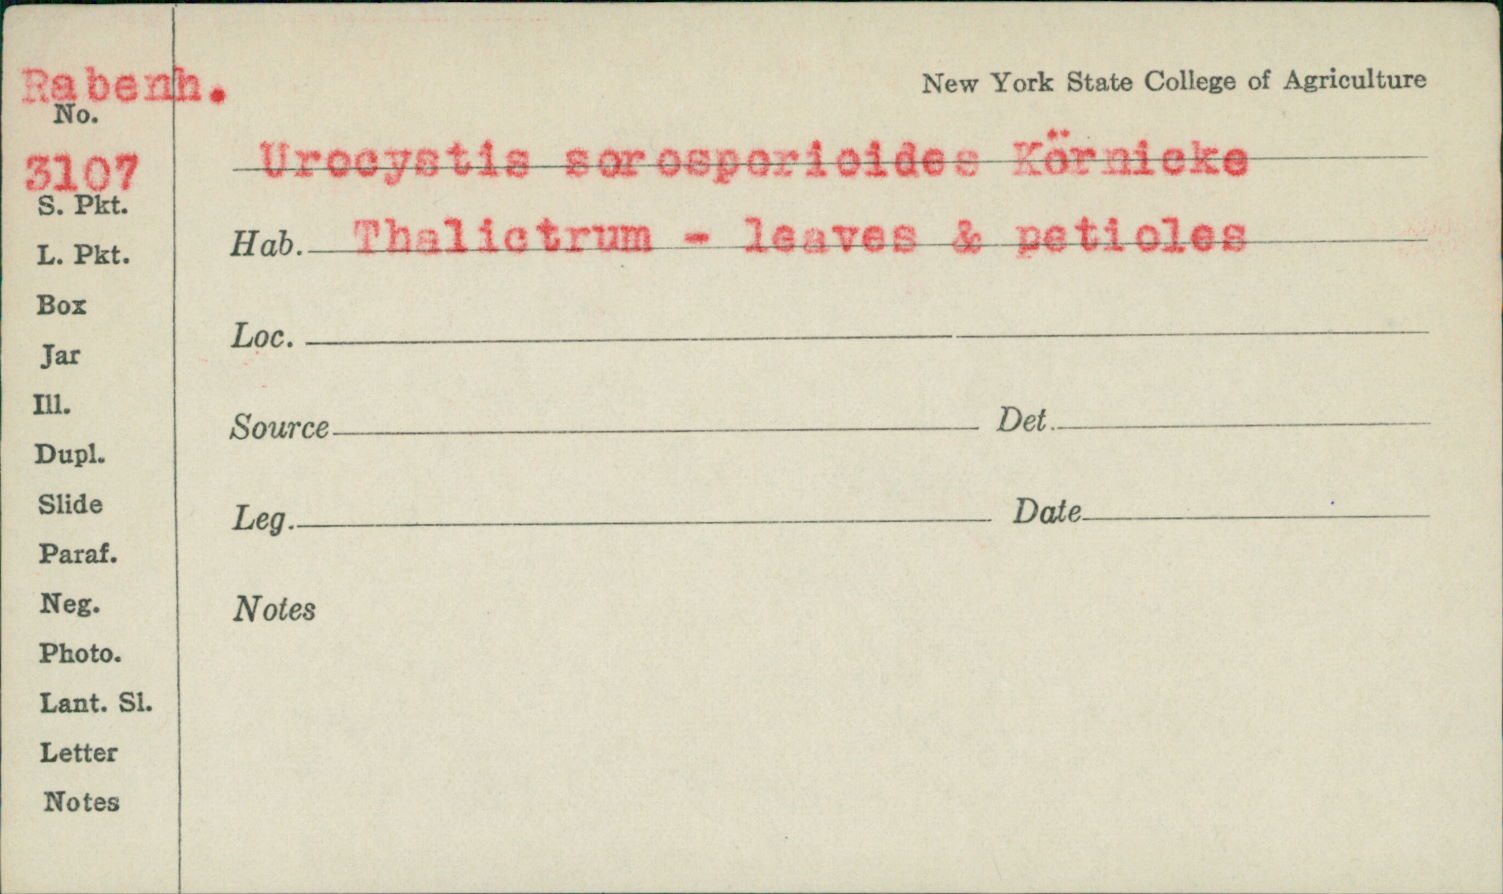 Rabenh.
New York State College of Agriculture
No.
3107
Urocystis sorosporioides Körnicke
S. Pkt.
Hab. Thalictrum - leaves & petioles
L. Pkt.
Box
Loc.
Jar
Ill.
Source Det.
Dupl.
Slide
Leg. Date
Paraf.
Neg.
Notes
Photo.
Lant. Sl.
Letter
Notes